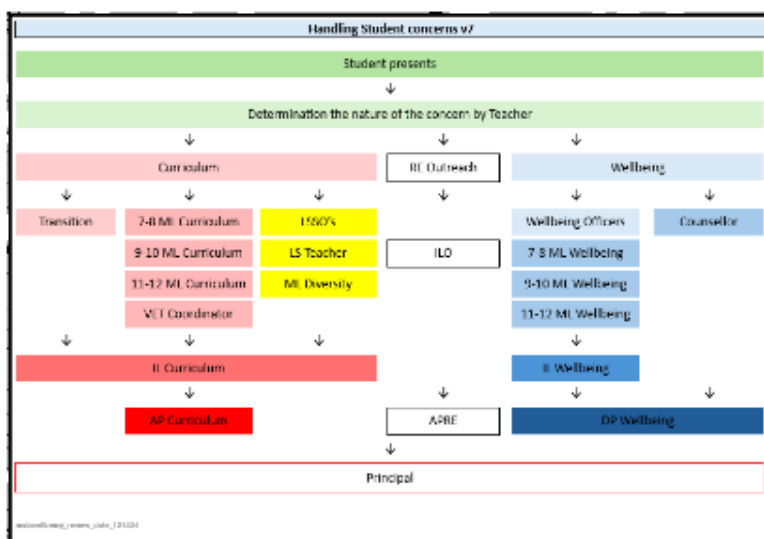 Handling Student concerns v7
Student presents
↓
Determination the nature of the concern by Teacher
↓ ↓ ↓
Curriculum RE Outreach Wellbeing
↓ ↓ ↓ ↓ ↓ ↓
Transition 7-8 ML Curriculum LSSO's Wellbeing Officers Counsellor
9-10 ML Curriculum LS Teacher ILO 7-8 ML Wellbeing
11-12 ML Curriculum ML Diversity 9-10 ML Wellbeing
VET Coordinator 11-12 ML Wellbeing
↓ ↓ ↓ ↓
Curriculum Wellbeing
↓ ↓ ↓ ↓
AP Curriculum APRE DP Wellbeing
↓
Principal